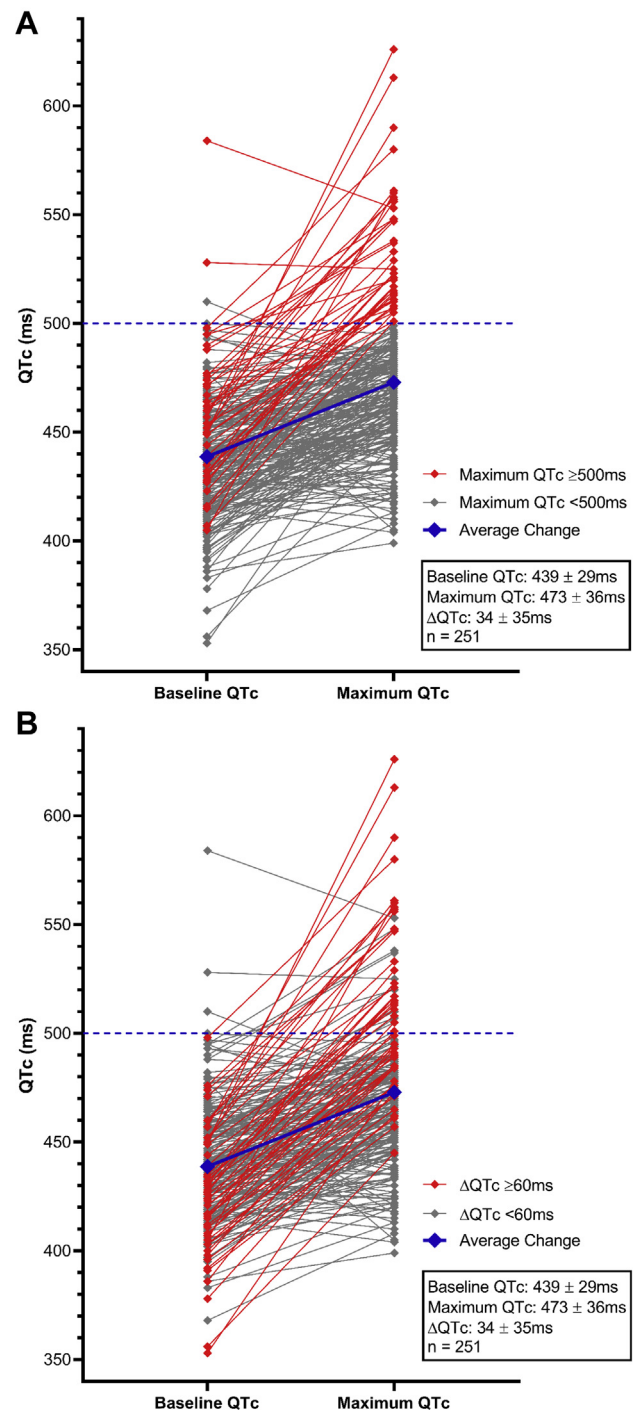 A
QTc (ms)
600
550
500
450
400
350
Maximum QTc ≥500ms
Maximum QTc <500ms
Average Change
Baseline QTc: 439 ± 29ms
Maximum QTc: 473 ± 36ms
ΔQTc: 34 ± 35ms
n = 251
Baseline QTc
Maximum QTc
B
QTc (ms)
600
550
500
450
400
350
ΔQTc ≥60ms
ΔQTc <60ms
Average Change
Baseline QTc: 439 ± 29ms
Maximum QTc: 473 ± 36ms
ΔQTc: 34 ± 35ms
n = 251
Baseline QTc
Maximum QTc